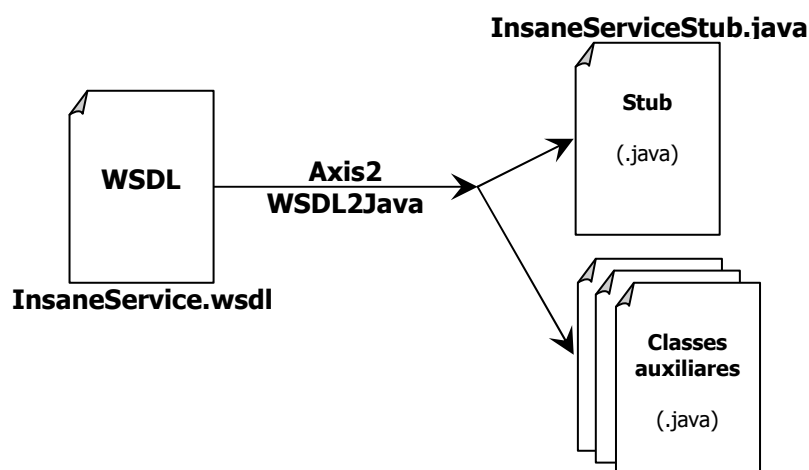 InsaneServiceStub.java
Stub
(.java)
WSDL
Axis2
WSDL2Java
InsaneService.wsdl
Classes
auxiliares
(.java)